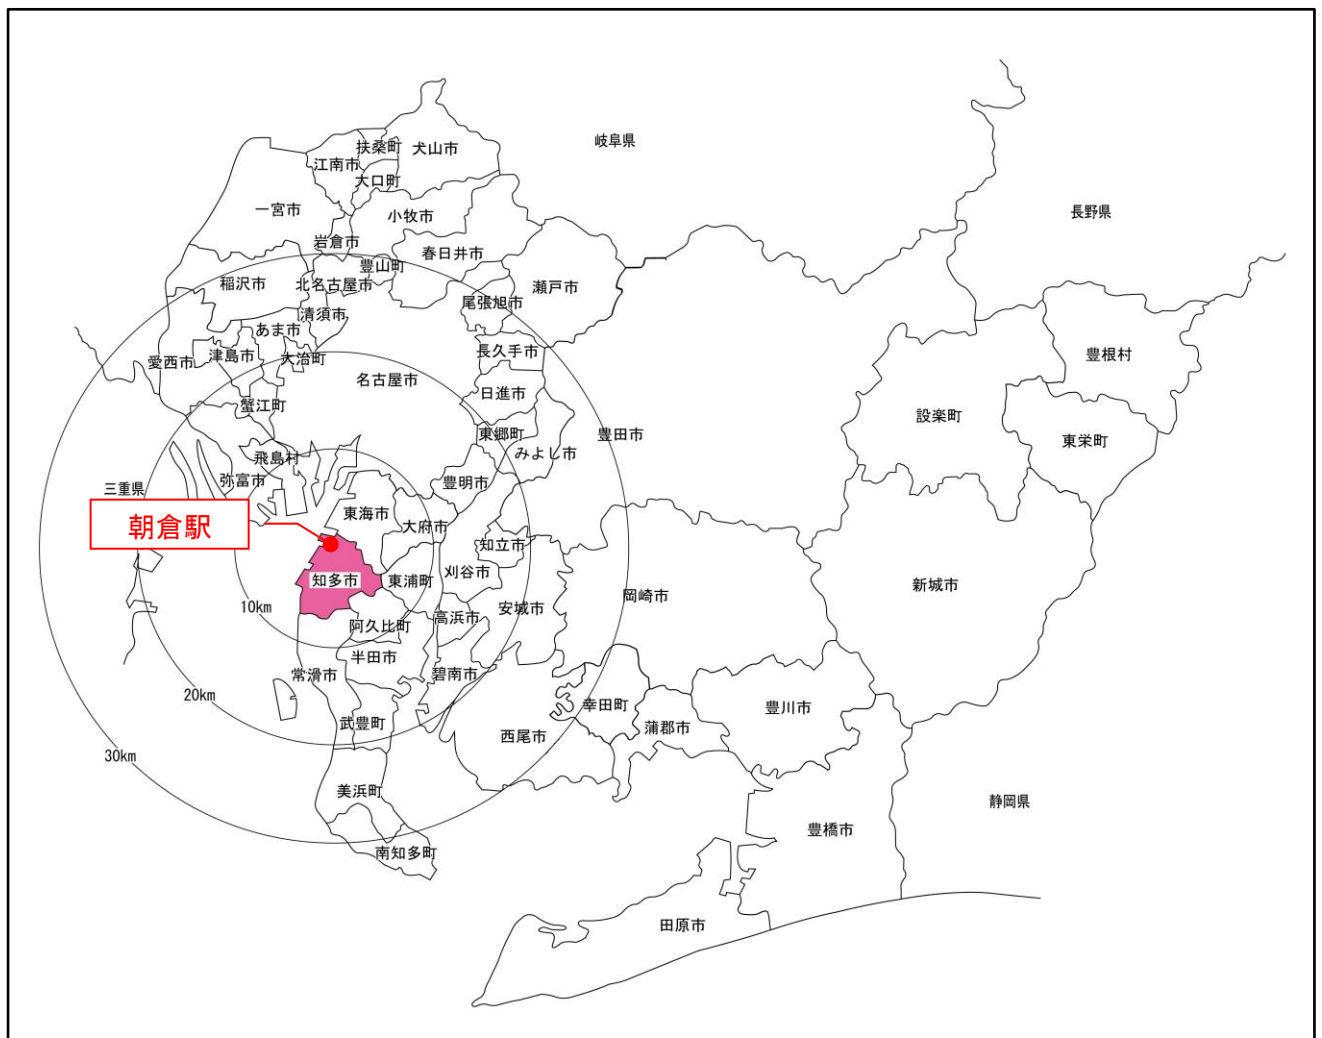 岐阜県
扶桑町
犬山市
江南市
大口町
一宮市
小牧市
長野県
岩倉市
春日井市
豊山町
稲沢市
北名古屋市
瀬戸市
尾張旭市
清須市
あま市
長久手市
津島市
大治町
愛西市
豊根村
名古屋市
日進市
蟹江町
設楽町
東郷町
豊田市
東栄町
みよし市
飛島村
弥富市
豊明市
三重県
東海市
朝倉駅
大府市
知立市
刈谷市
知多市
東浦町
新城市
岡崎市
10km
安城市
高浜市
阿久比町
半田市
常滑市
碧南市
20km
幸田町
豊川市
武豊町
蒲郡市
西尾市
30km
美浜町
静岡県
豊橋市
南知多町
田原市